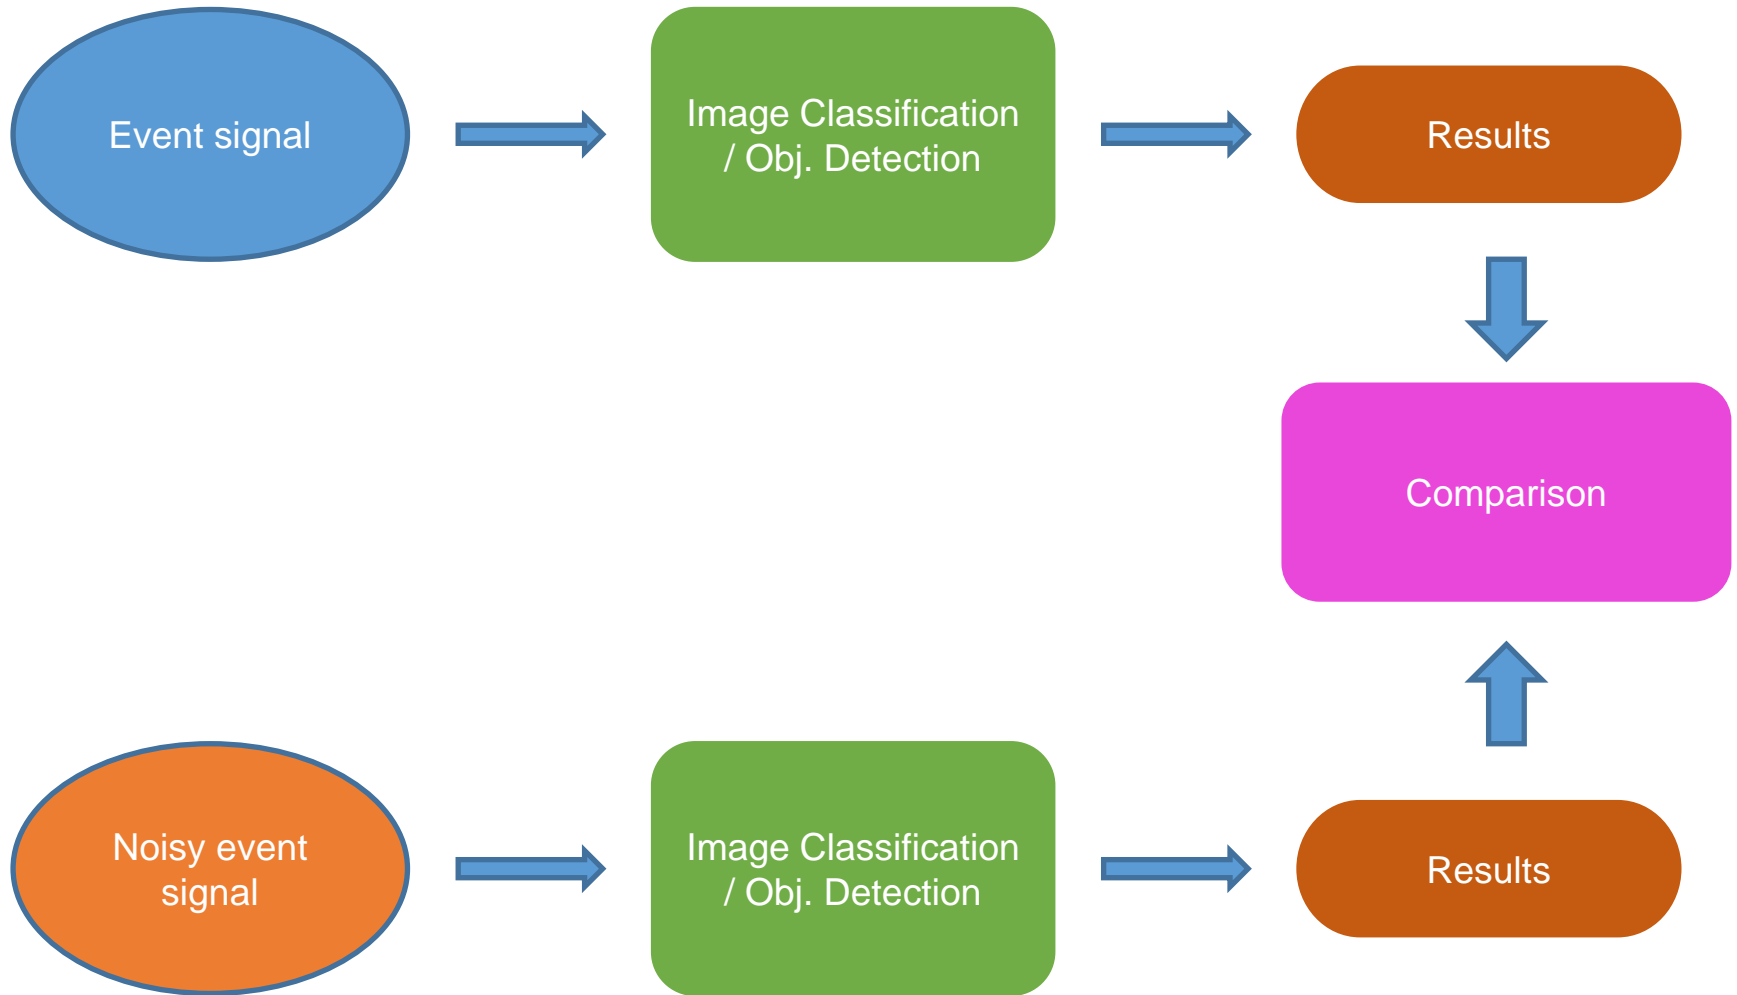 Event signal
Image Classification
/ Obj. Detection
Results
Comparison
Noisy event
signal
Image Classification
/ Obj. Detection
Results